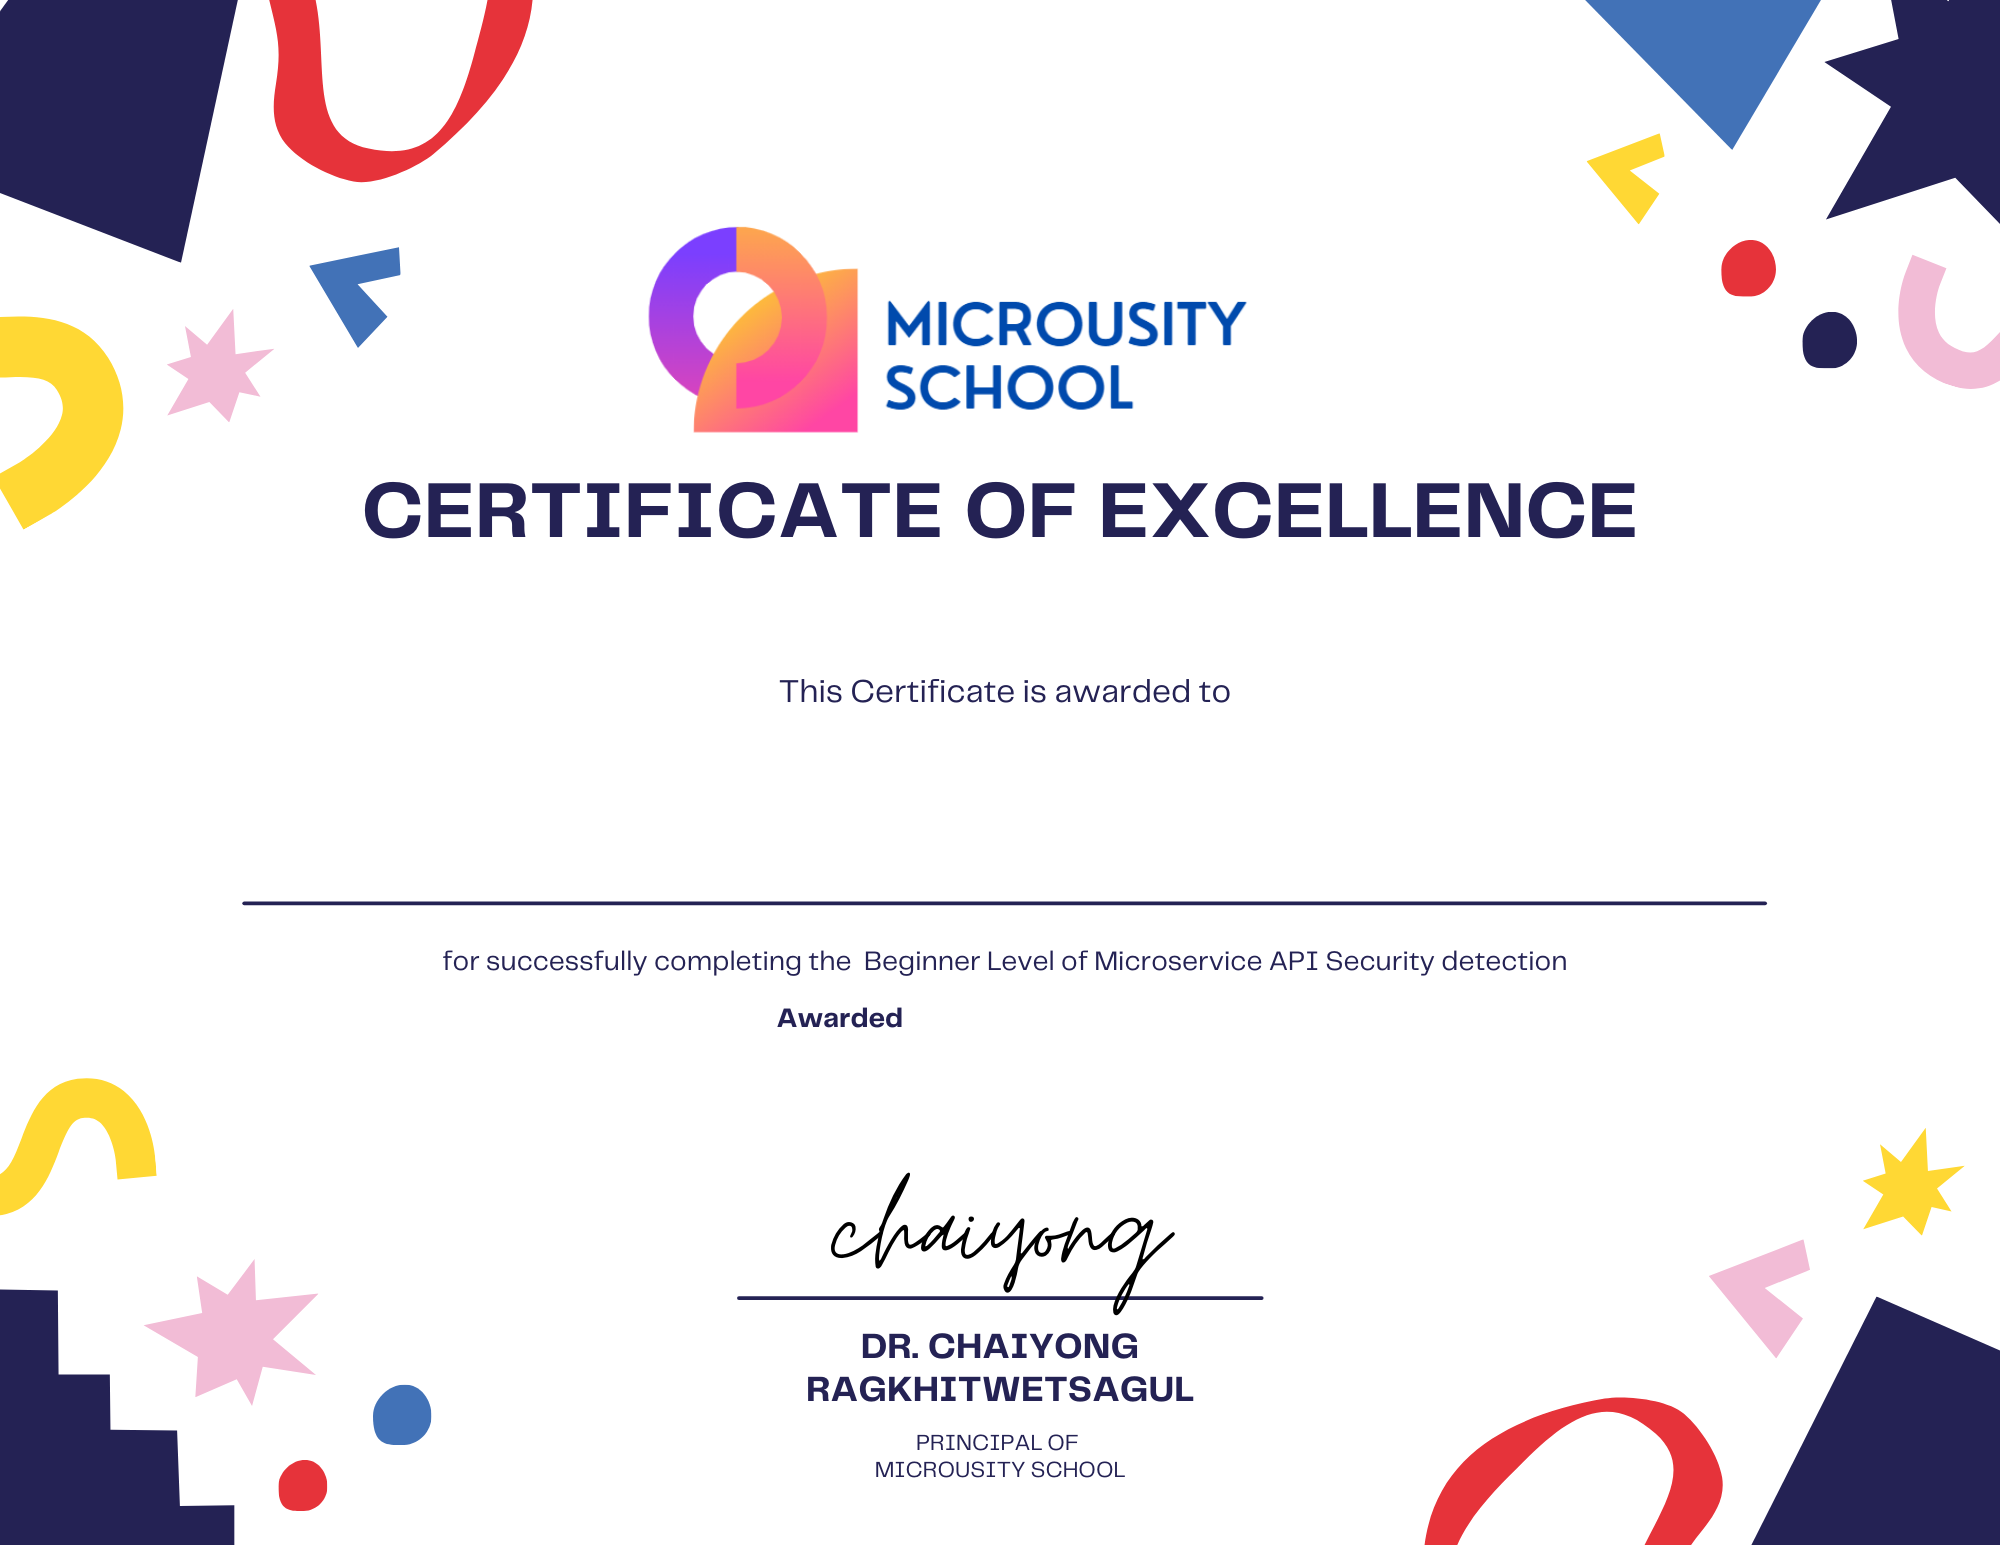 MICROUSITY
SCHOOL
CERTIFICATE OF EXCELLENCE
This Certificate is awarded to
for successfully completing the Beginner Level of Microservice API Security detection
Awarded
chaiyong
DR. CHAIYONG
RAGKHITWETSAGUL
PRINCIPAL OF
MICROUSITY SCHOOL